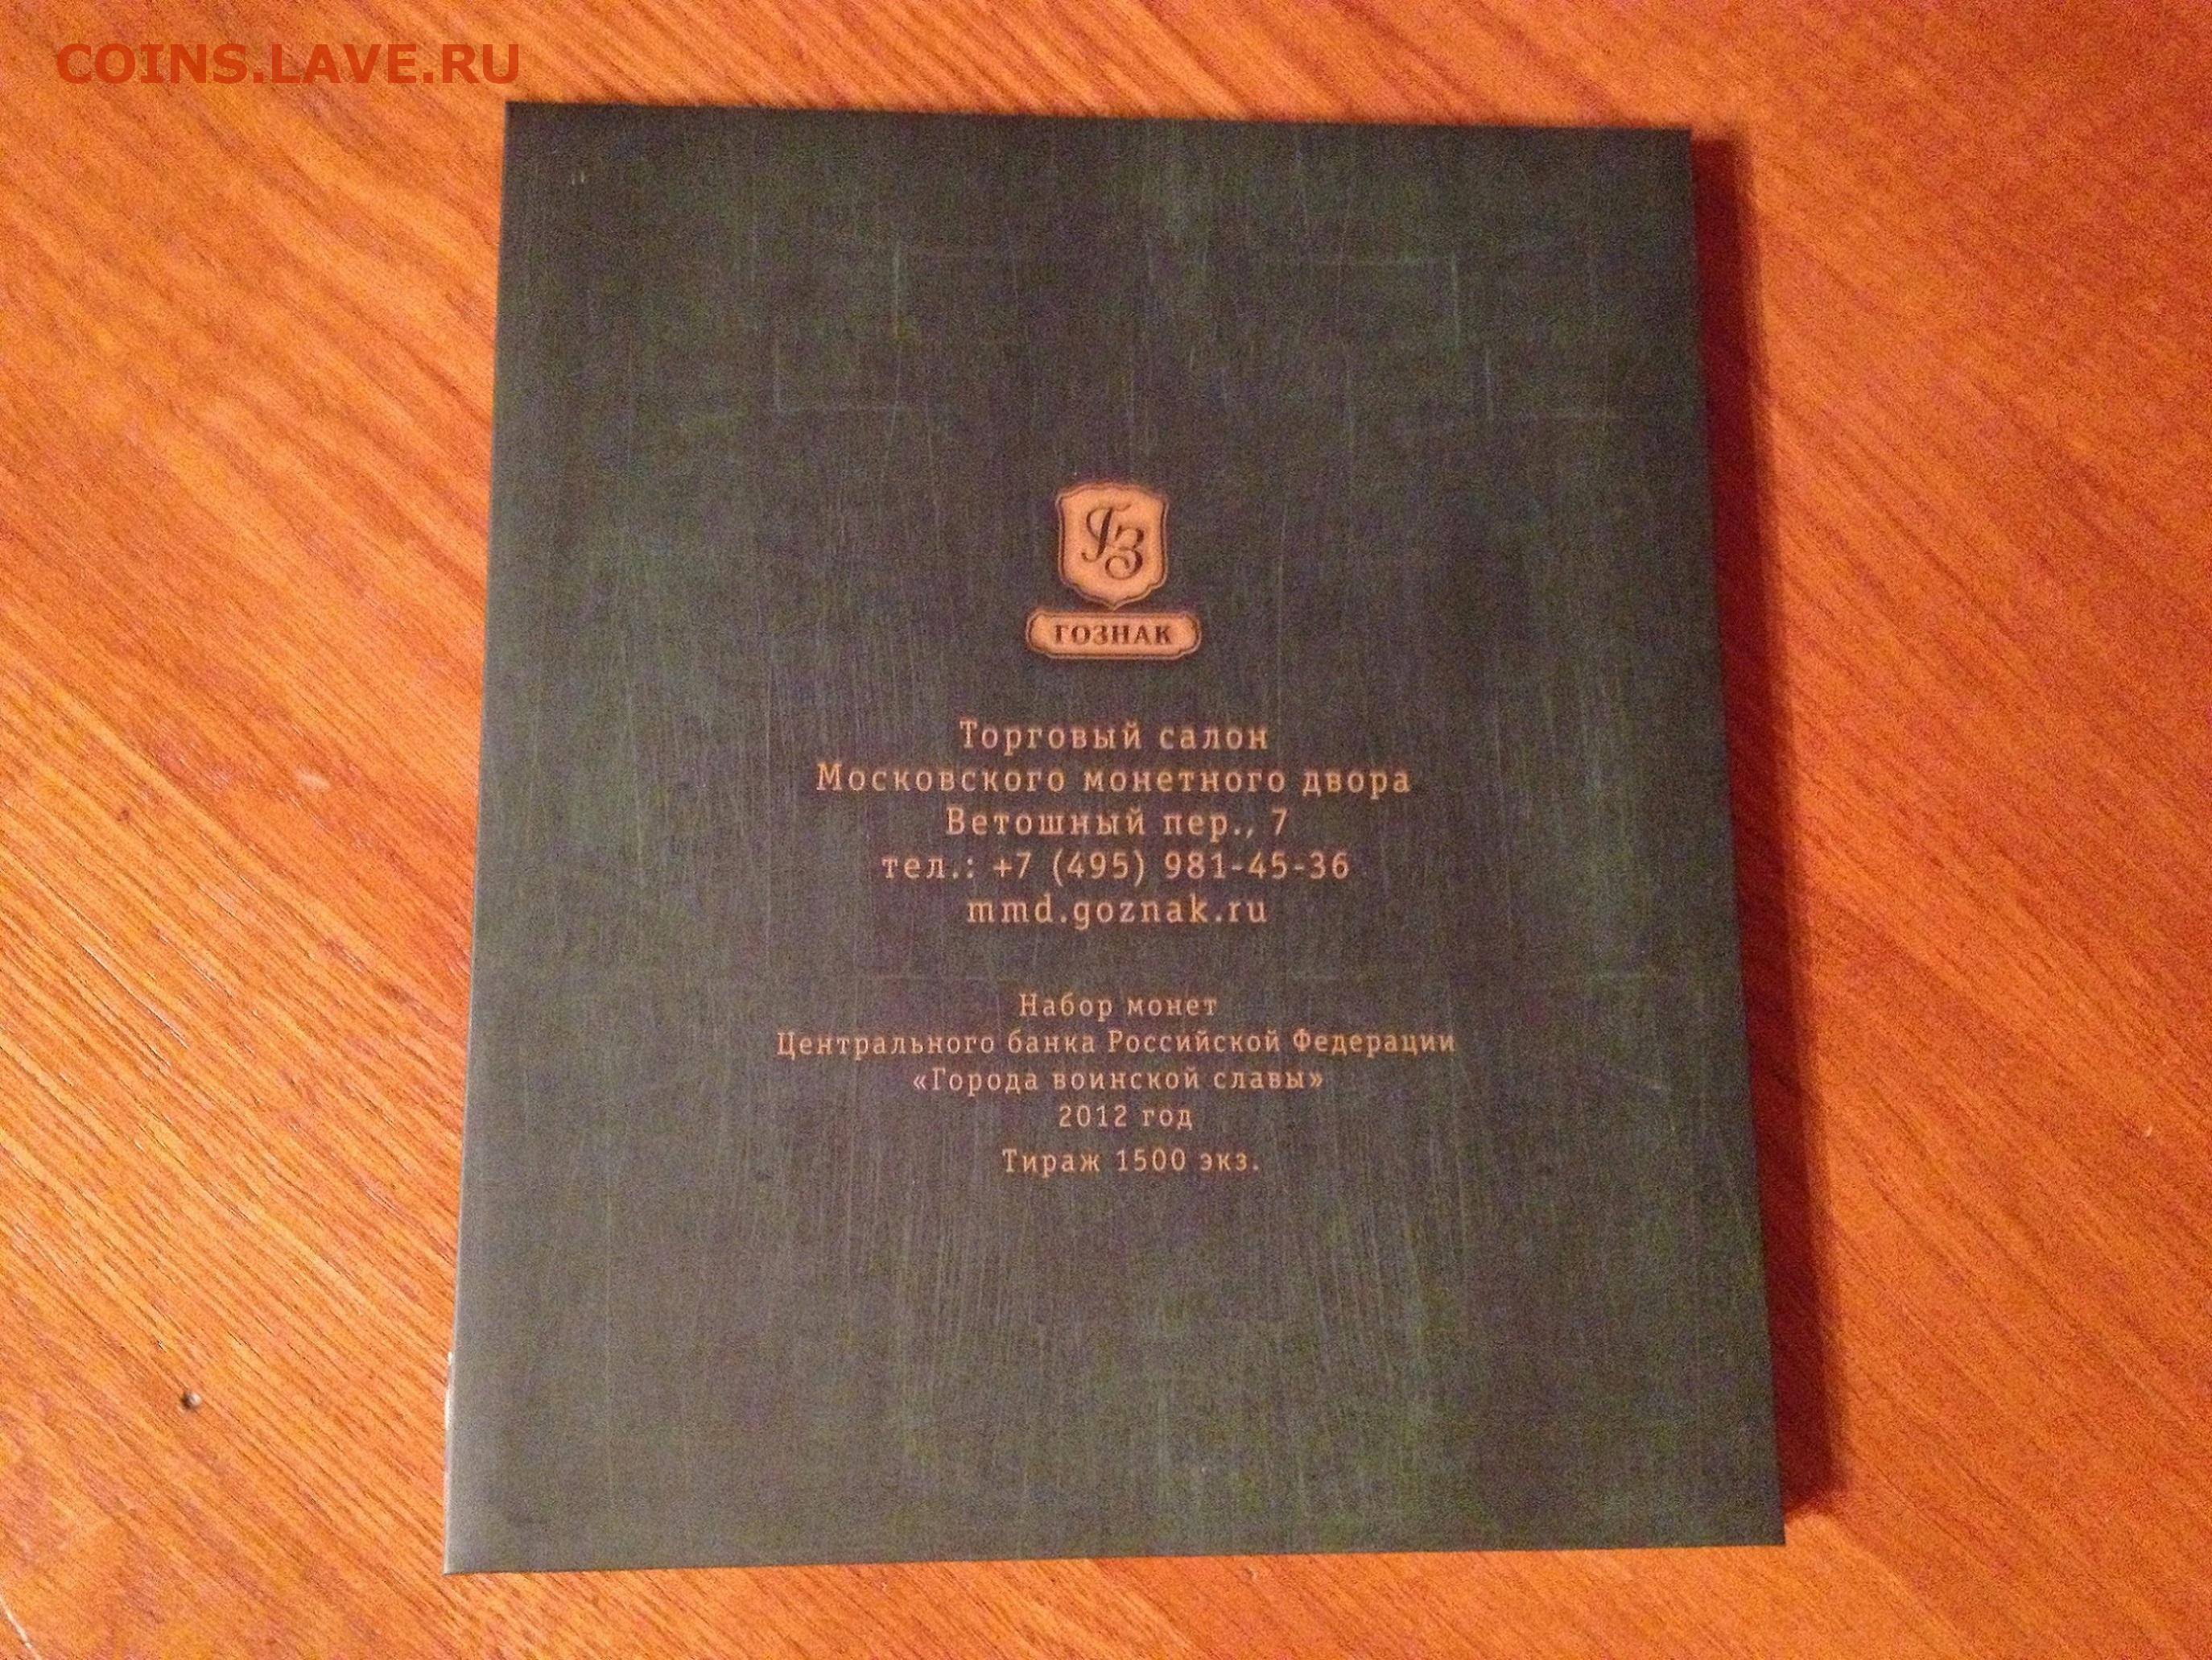 COINS.LAVE.RU
ГЗ
ГОЗНАК
Торговый салон
Московского монетного двора
Ветошный пер., 7
тел.: +7 (495) 981-45-36
mmd.goznak.ru
Набор монет
Центрального банка Российской Федерации
«Города воинской славы»
2012 год
Тираж 1500 экз.